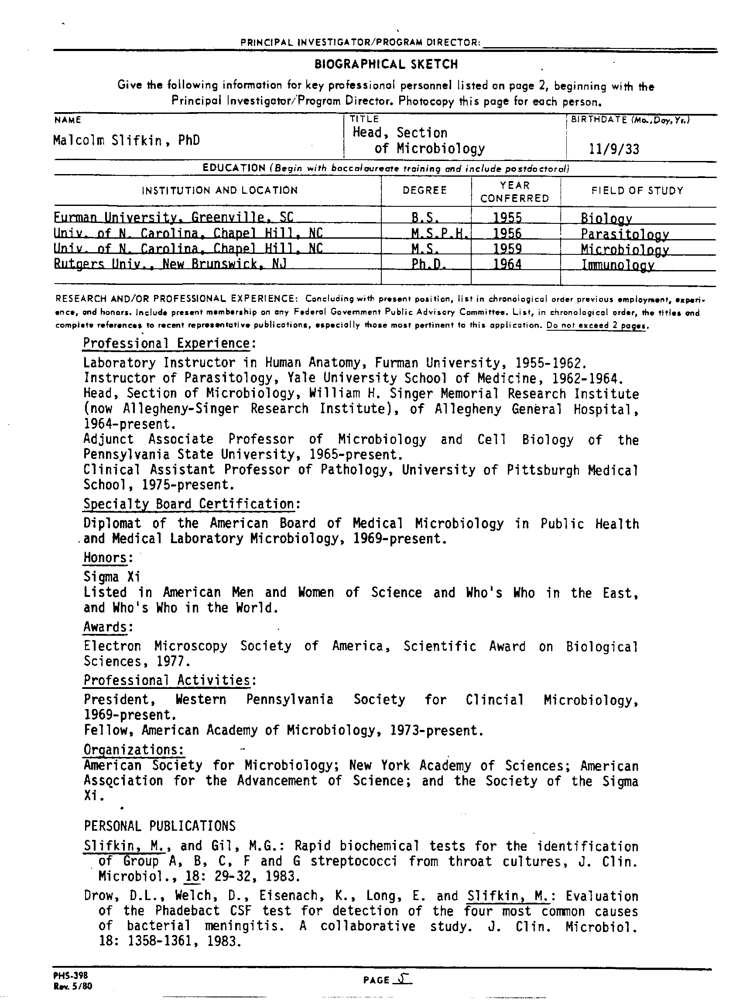 PRINCIPAL INVESTIGATOR/PROGRAM DIRECTOR:
BIOGRAPHICAL SKETCH
Give the following information for key professional personnel listed on page 2, beginning with the
Principal Investigator/Program Director. Photocopy this page for each person.
NAME
Malcolm Slifkin, PhD
TITLE
Head, Section
of Microbiology
BIRTHDATE (Mo., Day, Yr.)
11/9/33
EDUCATION (Begin with baccalaureate training and include postdoctoral)
INSTITUTION AND LOCATION DEGREE YEAR CONFERRED FIELD OF STUDY
Furman University, Greenville, SC B.S. 1955 Biology
Univ. of N. Carolina, Chapel Hill, NC M.S.P.H. 1956 Parasitology
Univ. of N. Carolina, Chapel Hill, NC M.S. 1959 Microbiology
Rutgers Univ., New Brunswick, NJ Ph.D. 1964 Immunology
RESEARCH AND/OR PROFESSIONAL EXPERIENCE: Concluding with present position, list in chronological order previous employment, experi-
ence, and honors. Include present membership on any Federal Government Public Advisory Committee. List, in chronological order, the titles and
complete references to recent representative publications, especially those most pertinent to this application. Do not exceed 2 pages.
Professional Experience:
Laboratory Instructor in Human Anatomy, Furman University, 1955-1962.
Instructor of Parasitology, Yale University School of Medicine, 1962-1964.
Head, Section of Microbiology, William H. Singer Memorial Research Institute
(now Allegheny-Singer Research Institute), of Allegheny General Hospital,
1964-present.
Adjunct Associate Professor of Microbiology and Cell Biology of the
Pennsylvania State University, 1965-present.
Clinical Assistant Professor of Pathology, University of Pittsburgh Medical
School, 1975-present.
Specialty Board Certification:
Diplomat of the American Board of Medical Microbiology in Public Health
and Medical Laboratory Microbiology, 1969-present.
Honors:
Sigma Xi
Listed in American Men and Women of Science and Who's Who in the East,
and Who's Who in the World.
Awards:
Electron Microscopy Society of America, Scientific Award on Biological
Sciences, 1977.
Professional Activities:
President, Western Pennsylvania Society for Clincial Microbiology,
1969-present.
Fellow, American Academy of Microbiology, 1973-present.
Organizations:
American Society for Microbiology; New York Academy of Sciences; American
Association for the Advancement of Science; and the Society of the Sigma
Xi.
PERSONAL PUBLICATIONS
Slifkin, M., and Gil, M.G.: Rapid biochemical tests for the identification
of Group A, B, C, F and G streptococci from throat cultures, J. Clin.
Microbiol., 18: 29-32, 1983.
Drow, D.L., Welch, D., Eisenach, K., Long, E. and Slifkin, M.: Evaluation
of the Phadebact CSF test for detection of the four most common causes
of bacterial meningitis. A collaborative study. J. Clin. Microbiol.
18: 1358-1361, 1983.
PHS-398
Rev. 5/80
PAGE 5